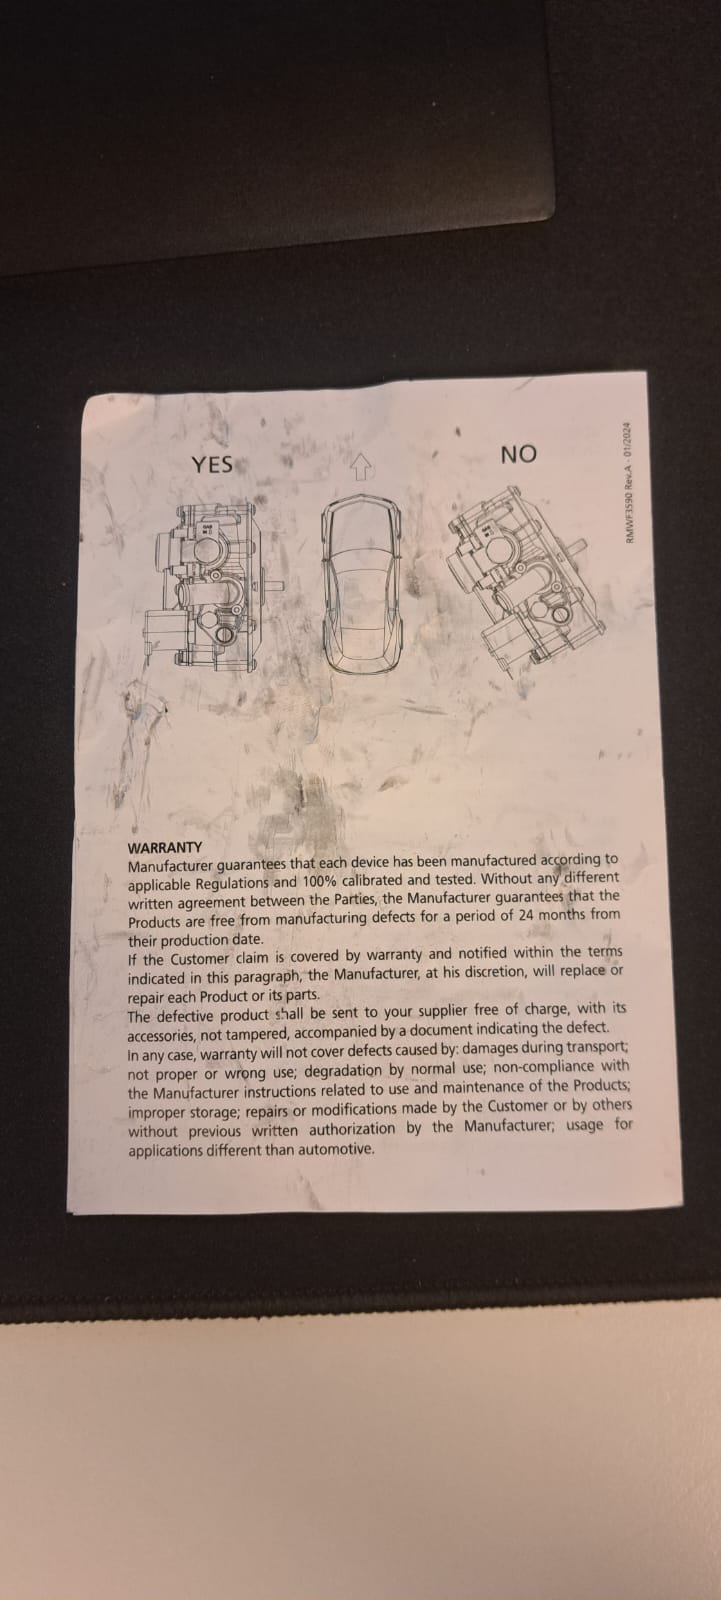 YES
NO
RMWF3590 Rev.A - 01/2024
WARRANTY
Manufacturer guarantees that each device has been manufactured according to
applicable Regulations and 100% calibrated and tested. Without any different
written agreement between the Parties, the Manufacturer guarantees that the
Products are free from manufacturing defects for a period of 24 months from
their production date.
If the Customer claim is covered by warranty and notified within the terms
indicated in this paragraph, the Manufacturer, at his discretion, will replace or
repair each Product or its parts.
The defective product shall be sent to your supplier free of charge, with its
accessories, not tampered, accompanied by a document indicating the defect.
In any case, warranty will not cover defects caused by: damages during transport;
not proper or wrong use; degradation by normal use; non-compliance with
the Manufacturer instructions related to use and maintenance of the Products;
improper storage; repairs or modifications made by the Customer or by others
without previous written authorization by the Manufacturer; usage for
applications different than automotive.